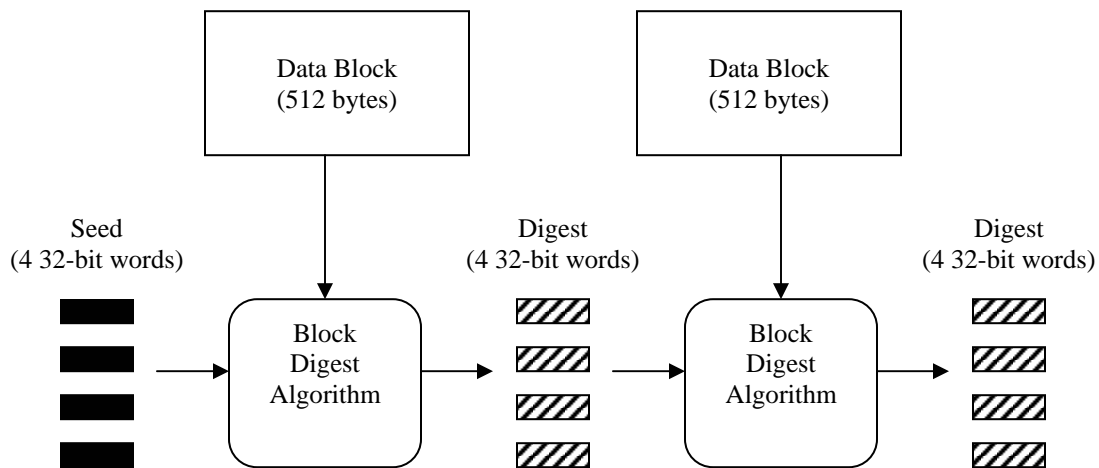 Data Block
(512 bytes)
Data Block
(512 bytes)
Seed
(4 32-bit words)
Digest
(4 32-bit words)
Digest
(4 32-bit words)
Block
Digest
Algorithm
Block
Digest
Algorithm